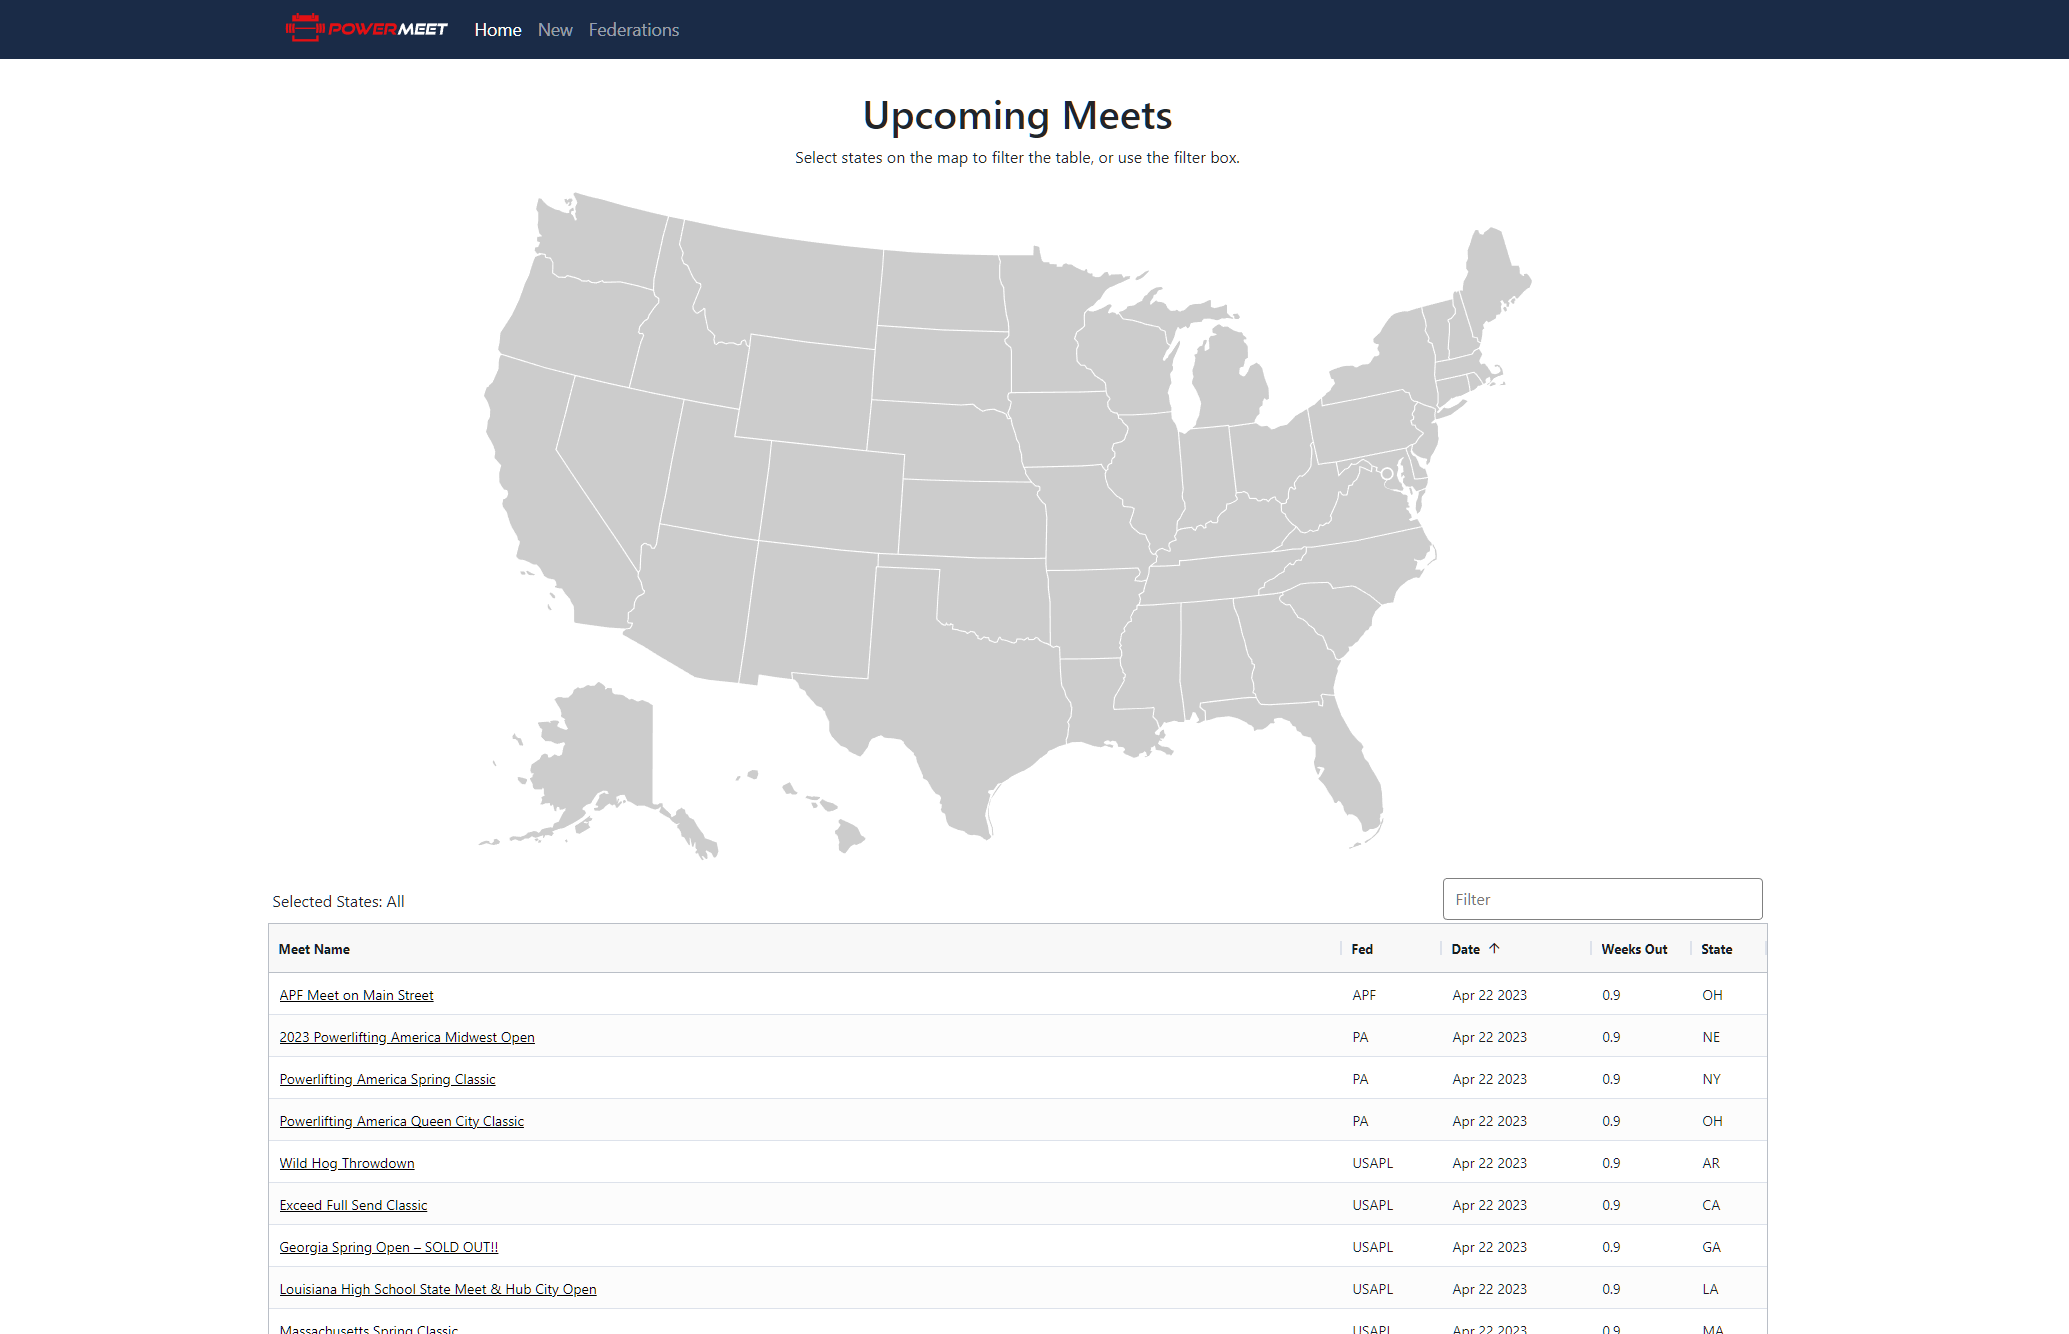 POWERMEET Home New Federations
Upcoming Meets
Select states on the map to filter the table, or use the filter box.
Selected States: All
Filter
Meet Name Fed Date ↑ Weeks Out State
APF Meet on Main Street APF Apr 22 2023 0.9 OH
2023 Powerlifting America Midwest Open PA Apr 22 2023 0.9 NE
Powerlifting America Spring Classic PA Apr 22 2023 0.9 NY
Powerlifting America Queen City Classic PA Apr 22 2023 0.9 OH
Wild Hog Throwdown USAPL Apr 22 2023 0.9 AR
Exceed Full Send Classic USAPL Apr 22 2023 0.9 CA
Georgia Spring Open – SOLD OUT!! USAPL Apr 22 2023 0.9 GA
Louisiana High School State Meet & Hub City Open USAPL Apr 22 2023 0.9 LA
Massachusetts Spring Classic USAPL Apr 22 2023 0.9 MA